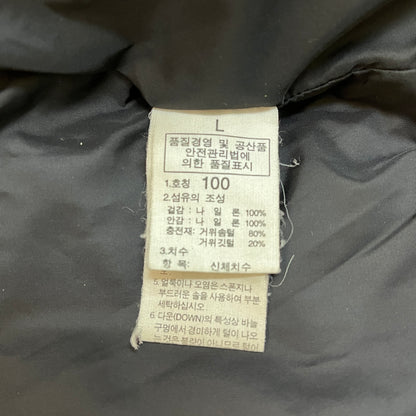 L
품질경영 및 공산품
안전관리법에
의한 품질표시
1.호칭 100
2.섬유의 조성
겉감: 나 일 론 100%
안감: 나 일 론 100%
충전재: 거위솜털 80%
거위깃털 20%
3.치수
항 목: 신체치수
5. 얼룩이나 오염은 스폰지나
부드러운 솔을 사용하여 부분
세탁하십시오.
6. 다운(DOWN)의 특성상 바늘
구멍에서 경미하게 털이 나오